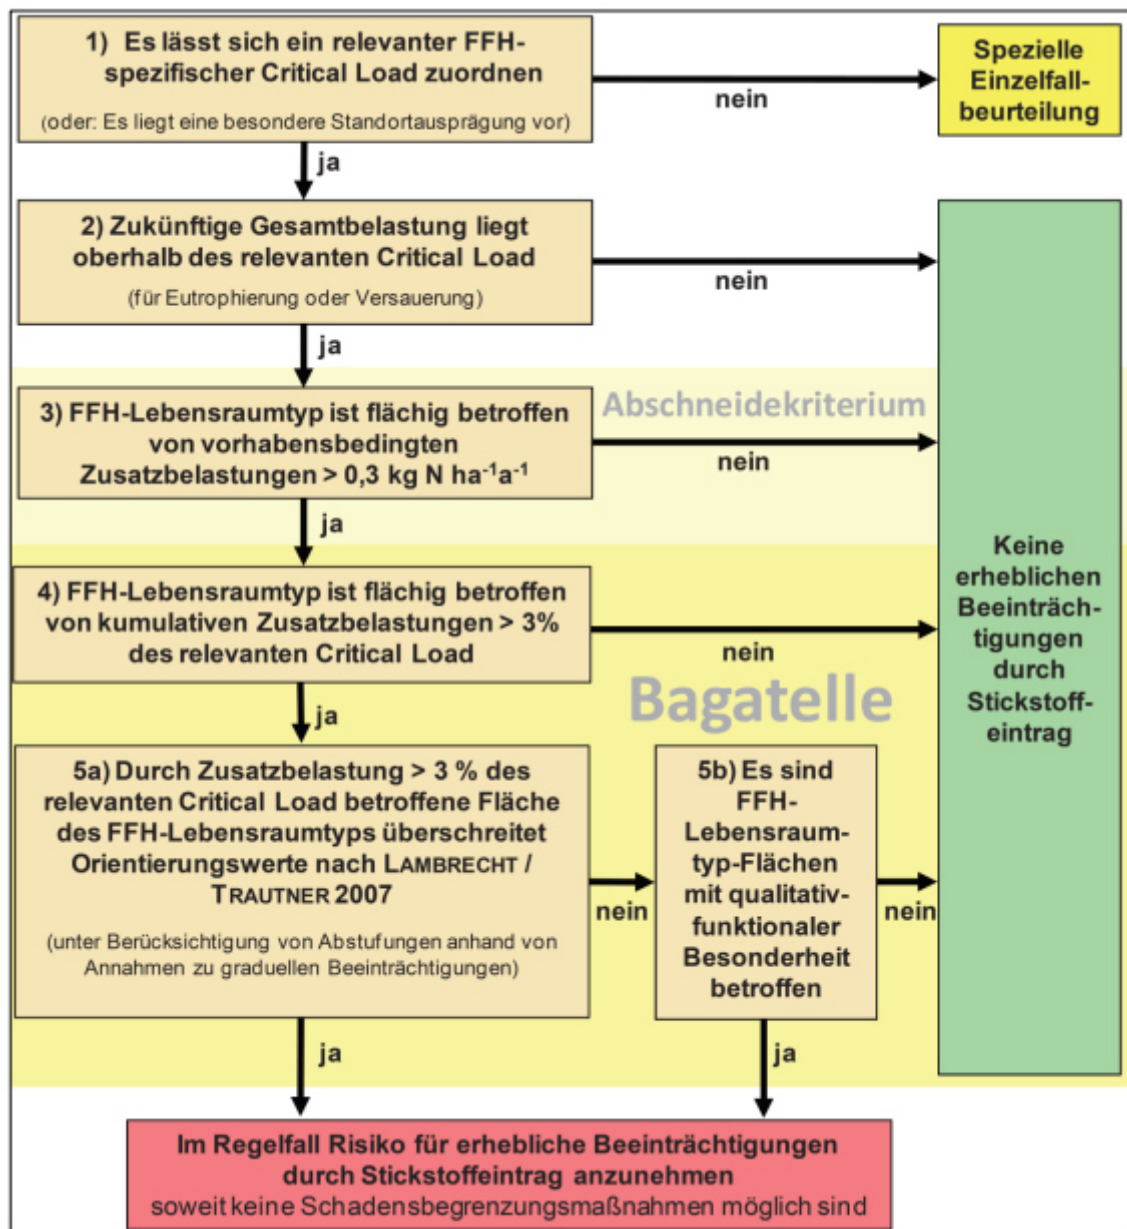 1) Es lässt sich ein relevanter FFH-
spezifischer Critical Load zuordnen
(oder: Es liegt eine besondere Standortausprägung vor)
nein
Spezielle
Einzelfall-
beurteilung
ja
2) Zukünftige Gesamtbelastung liegt
oberhalb des relevanten Critical Load
(für Eutrophierung oder Versauerung)
nein
ja
3) FFH-Lebensraumtyp ist flächig betroffen
von vorhabensbedingten
Zusatzbelastungen > 0,3 kg N ha⁻¹a⁻¹
Abschneidekriterium
nein
ja
4) FFH-Lebensraumtyp ist flächig betroffen
von kumulativen Zusatzbelastungen > 3%
des relevanten Critical Load
nein
Bagatelle
ja
5a) Durch Zusatzbelastung > 3 % des
relevanten Critical Load betroffene Fläche
des FFH-Lebensraumtyps überschreitet
Orientierungswerte nach LAMBRECHT /
TRAUTNER 2007
(unter Berücksichtigung von Abstufungen anhand von
Annahmen zu graduellen Beeinträchtigungen)
nein
5b) Es sind
FFH-
Lebensraum-
typ-Flächen
mit qualitativ-
funktionaler
Besonderheit
betroffen
nein
Keine
erheblichen
Beeinträch-
tigungen
durch
Stickstoff-
eintrag
ja
ja
Im Regelfall Risiko für erhebliche Beeinträchtigungen
durch Stickstoffeintrag anzunehmen
soweit keine Schadensbegrenzungsmaßnahmen möglich sind